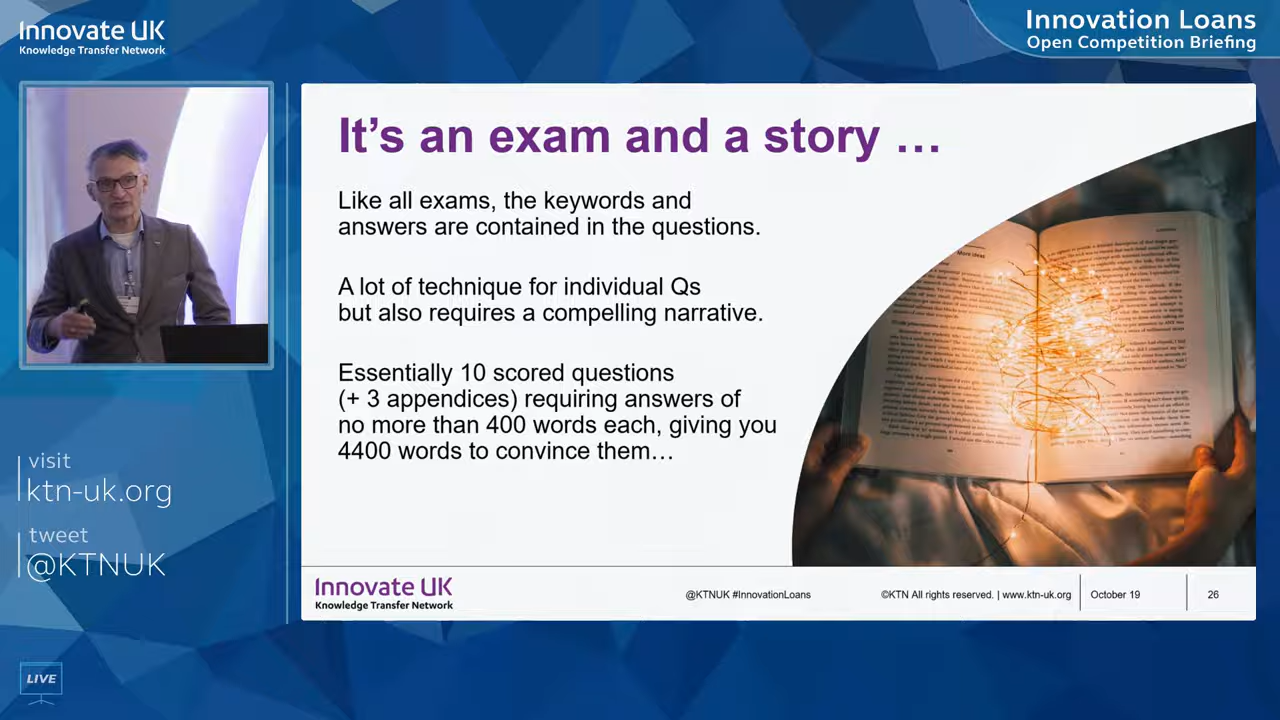 Innovate UK
Knowledge Transfer Network
Innovation Loans
Open Competition Briefing
It’s an exam and a story …
Like all exams, the keywords and
answers are contained in the questions.
A lot of technique for individual Qs
but also requires a compelling narrative.
Essentially 10 scored questions
(+ 3 appendices) requiring answers of
no more than 400 words each, giving you
4400 words to convince them…
More ideas
visit
ktn-uk.org
tweet
@KTNUK
Innovate UK
Knowledge Transfer Network
@KTNUK #InnovationLoans
©KTN All rights reserved. | www.ktn-uk.org
October 19
26
LIVE